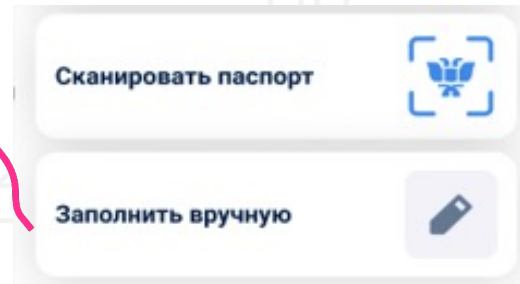 Сканировать паспорт
Заполнить вручную